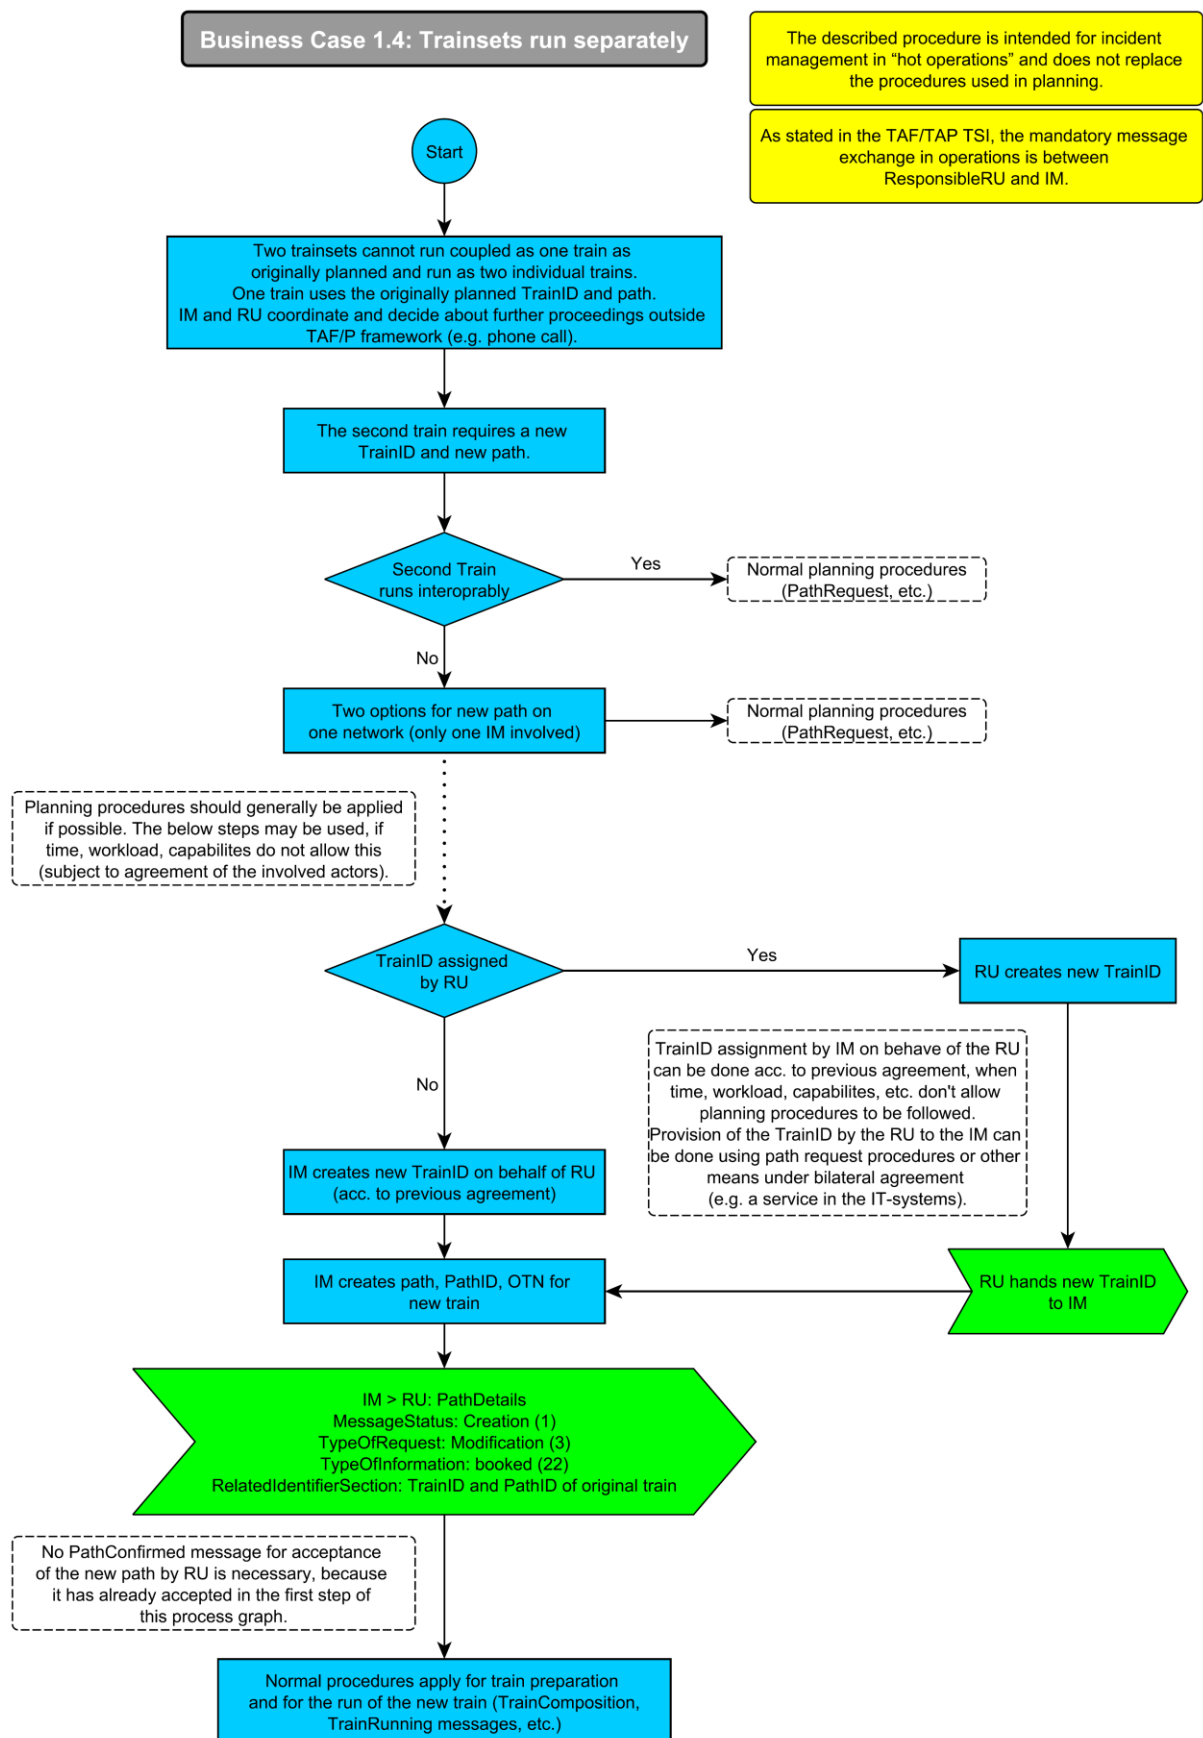 Business Case 1.4: Trainsets run separately
The described procedure is intended for incident
management in “hot operations” and does not replace
the procedures used in planning.
As stated in the TAF/TAP TSI, the mandatory message
exchange in operations is between
ResponsibleRU and IM.
Start
Two trainsets cannot run coupled as one train as
originally planned and run as two individual trains.
One train uses the originally planned TrainID and path.
IM and RU coordinate and decide about further proceedings outside
TAF/P framework (e.g. phone call).
The second train requires a new
TrainID and new path.
Second Train
runs interoprably
Yes
Normal planning procedures
(PathRequest, etc.)
No
Two options for new path on
one network (only one IM involved)
Normal planning procedures
(PathRequest, etc.)
Planning procedures should generally be applied
if possible. The below steps may be used, if
time, workload, capabilites do not allow this
(subject to agreement of the involved actors).
TrainID assigned
by RU
Yes
RU creates new TrainID
TrainID assignment by IM on behave of the RU
can be done acc. to previous agreement, when
time, workload, capabilites, etc. don't allow
planning procedures to be followed.
Provision of the TrainID by the RU to the IM can
be done using path request procedures or other
means under bilateral agreement
(e.g. a service in the IT-systems).
No
IM creates new TrainID on behalf of RU
(acc. to previous agreement)
IM creates path, PathID, OTN for
new train
RU hands new TrainID
to IM
IM > RU: PathDetails
MessageStatus: Creation (1)
TypeOfRequest: Modification (3)
TypeOfInformation: booked (22)
RelatedIdentifierSection: TrainID and PathID of original train
No PathConfirmed message for acceptance
of the new path by RU is necessary, because
it has already accepted in the first step of
this process graph.
Normal procedures apply for train preparation
and for the run of the new train (TrainComposition,
TrainRunning messages, etc.)